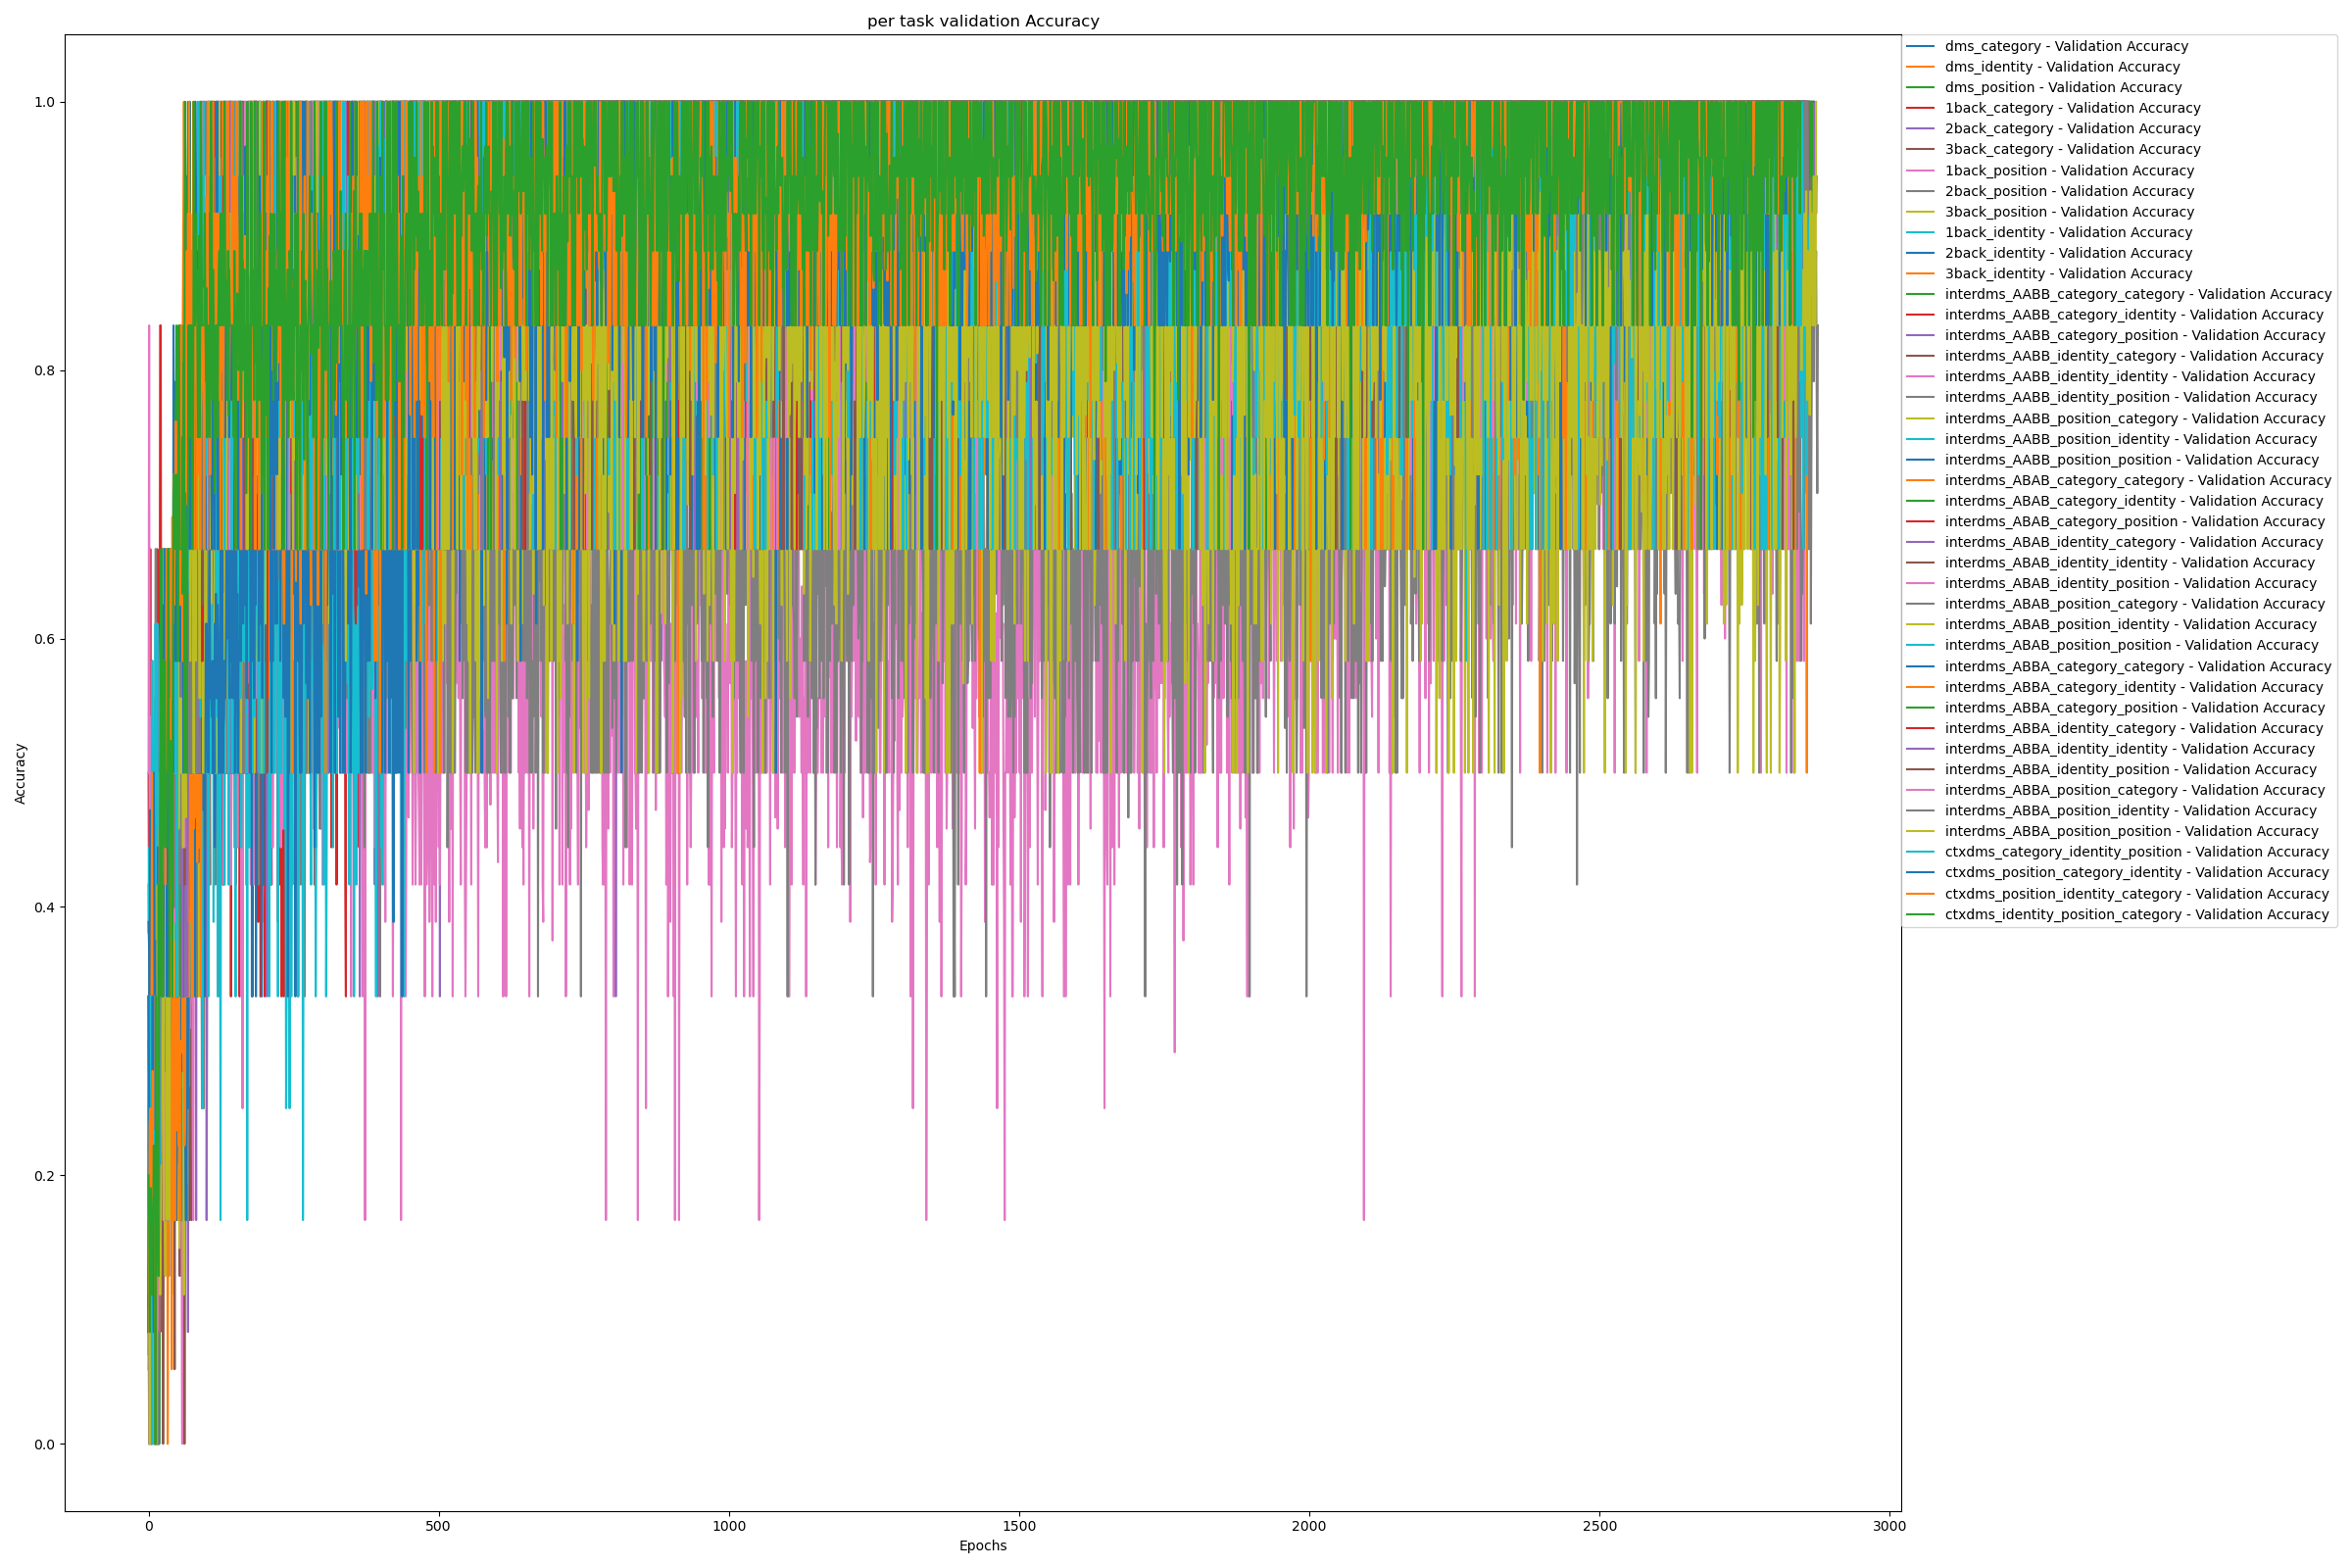 per task validation Accuracy
1.0
0.8
0.6
0.4
0.2
0.0
Accuracy
0
500
1000
1500
2000
2500
3000
Epochs
dms_category - Validation Accuracy
dms_identity - Validation Accuracy
dms_position - Validation Accuracy
1back_category - Validation Accuracy
2back_category - Validation Accuracy
3back_category - Validation Accuracy
1back_position - Validation Accuracy
2back_position - Validation Accuracy
3back_position - Validation Accuracy
1back_identity - Validation Accuracy
2back_identity - Validation Accuracy
3back_identity - Validation Accuracy
interdms_AABB_category_category - Validation Accuracy
interdms_AABB_category_identity - Validation Accuracy
interdms_AABB_category_position - Validation Accuracy
interdms_AABB_identity_category - Validation Accuracy
interdms_AABB_identity_identity - Validation Accuracy
interdms_AABB_identity_position - Validation Accuracy
interdms_AABB_position_category - Validation Accuracy
interdms_AABB_position_identity - Validation Accuracy
interdms_AABB_position_position - Validation Accuracy
interdms_ABAB_category_category - Validation Accuracy
interdms_ABAB_category_identity - Validation Accuracy
interdms_ABAB_category_position - Validation Accuracy
interdms_ABAB_identity_category - Validation Accuracy
interdms_ABAB_identity_identity - Validation Accuracy
interdms_ABAB_identity_position - Validation Accuracy
interdms_ABAB_position_category - Validation Accuracy
interdms_ABAB_position_identity - Validation Accuracy
interdms_ABAB_position_position - Validation Accuracy
interdms_ABBA_category_category - Validation Accuracy
interdms_ABBA_category_identity - Validation Accuracy
interdms_ABBA_category_position - Validation Accuracy
interdms_ABBA_identity_category - Validation Accuracy
interdms_ABBA_identity_identity - Validation Accuracy
interdms_ABBA_identity_position - Validation Accuracy
interdms_ABBA_position_category - Validation Accuracy
interdms_ABBA_position_identity - Validation Accuracy
interdms_ABBA_position_position - Validation Accuracy
ctxdms_category_identity_position - Validation Accuracy
ctxdms_position_category_identity - Validation Accuracy
ctxdms_position_identity_category - Validation Accuracy
ctxdms_identity_position_category - Validation Accuracy